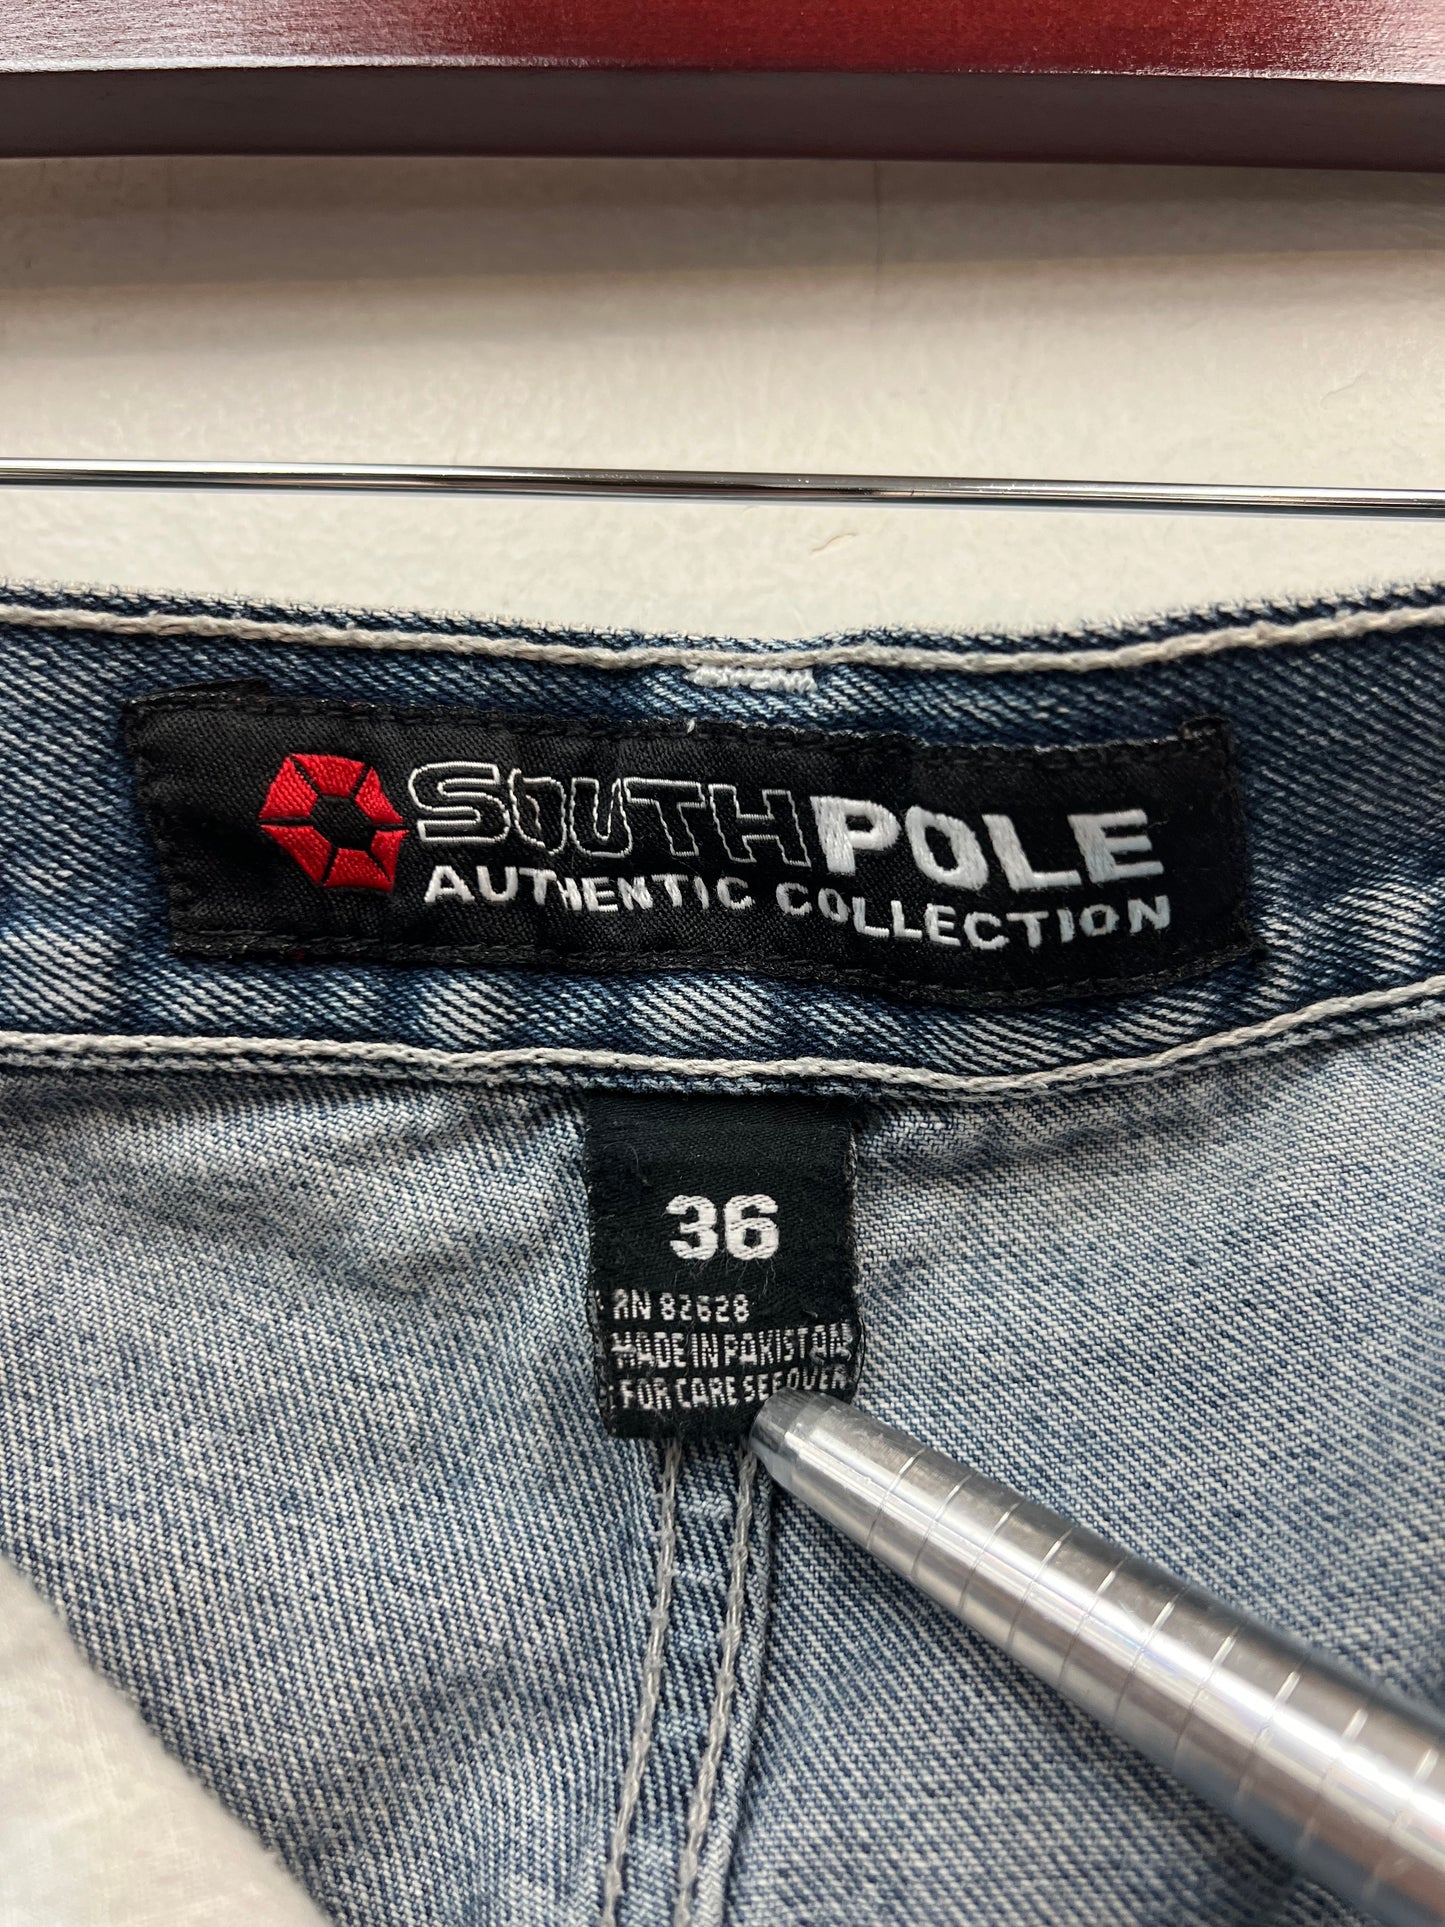 SOUTHPOLE
AUTHENTIC COLLECTION
36
RN 82628
MADE IN PAKISTAN
FOR CARE SEE OVER